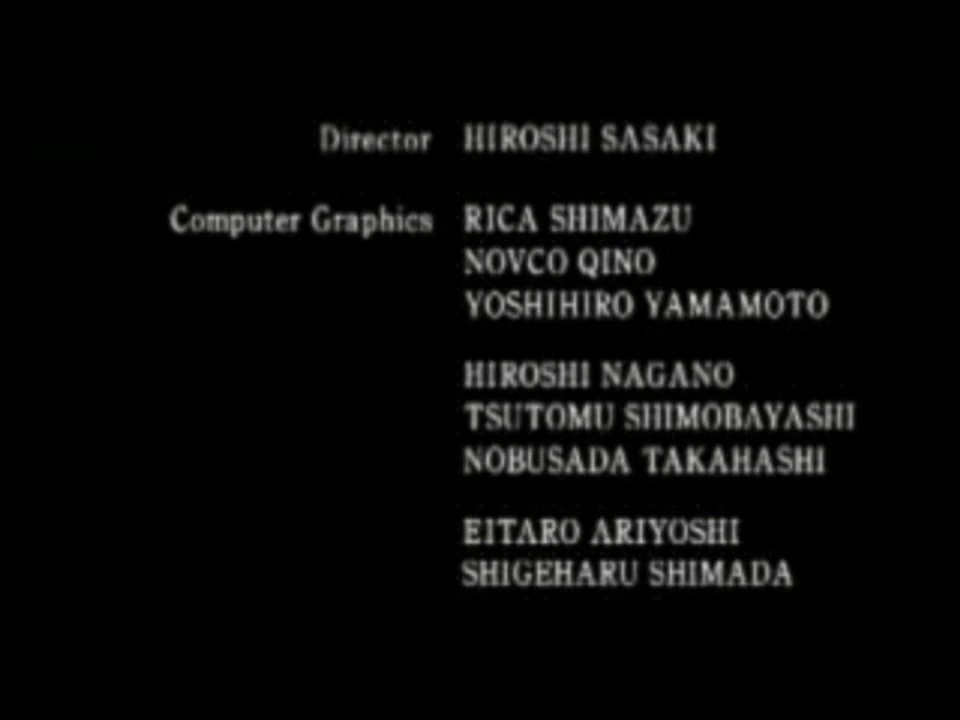 Director HIROSHI SASAKI
Computer Graphics RICA SHIMAZU
NOVCO QINO
YOSHIHIRO YAMAMOTO
HIROSHI NAGANO
TSUTOMU SHIMOBAYASHI
NOBUSADA TAKAHASHI
EITARO ARIYOSHI
SHIGEHARU SHIMADA